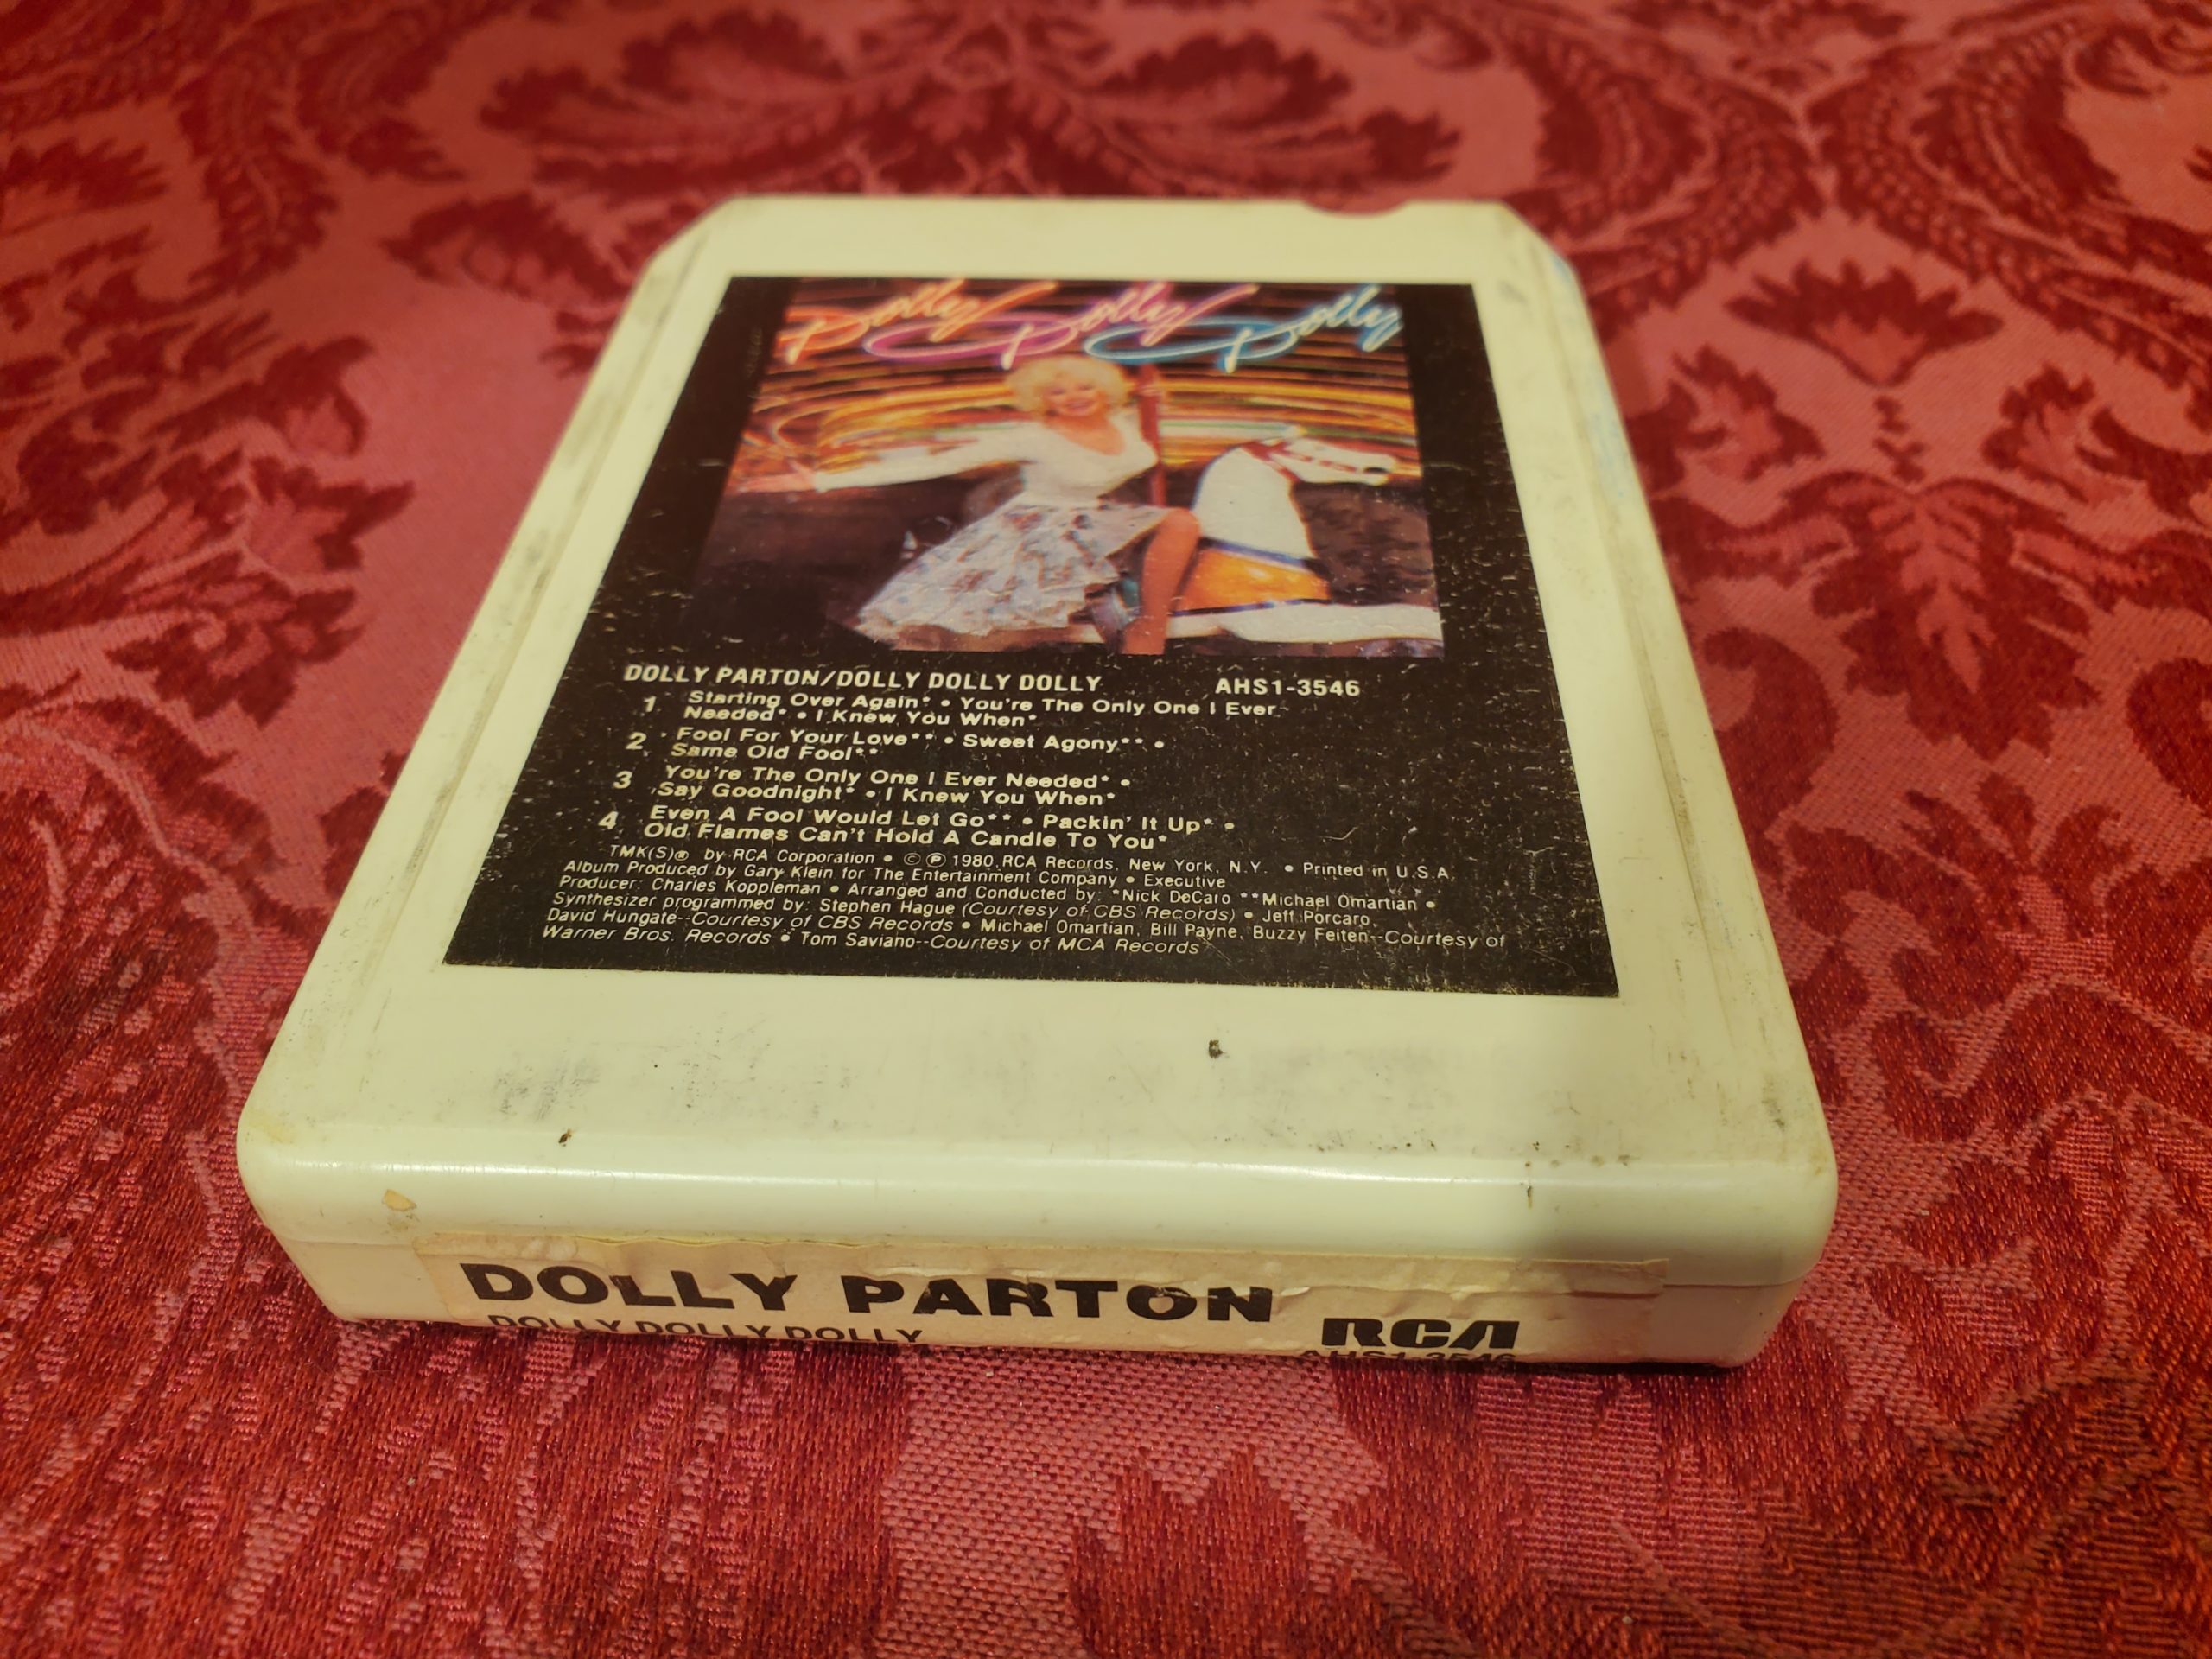 Dolly Dolly Dolly
DOLLY PARTON/DOLLY DOLLY DOLLY AHS1-3546
1 Starting Over Again* • You're The Only One I Ever
Needed* • I Knew You When*
2 • Fool For Your Love** • Sweet Agony** •
Same Old Fool**
3 You're The Only One I Ever Needed* •
Say Goodnight* • I Knew You When*
4 Even A Fool Would Let Go** • Packin' It Up* •
Old Flames Can't Hold A Candle To You*
TMK(S)® by RCA Corporation • © ℗ 1980, RCA Records, New York, N.Y. • Printed in U.S.A.
Album Produced by Gary Klein for The Entertainment Company • Executive
Producer: Charles Koppleman • Arranged and Conducted by: *Nick DeCaro **Michael Omartian •
Synthesizer programmed by: Stephen Hague (Courtesy of CBS Records) • Jeff Porcaro,
David Hungate--Courtesy of CBS Records • Michael Omartian, Bill Payne, Buzzy Feiten--Courtesy of
Warner Bros. Records • Tom Saviano--Courtesy of MCA Records
DOLLY PARTON
DOLLY DOLLY DOLLY RCA
AHS1-3546